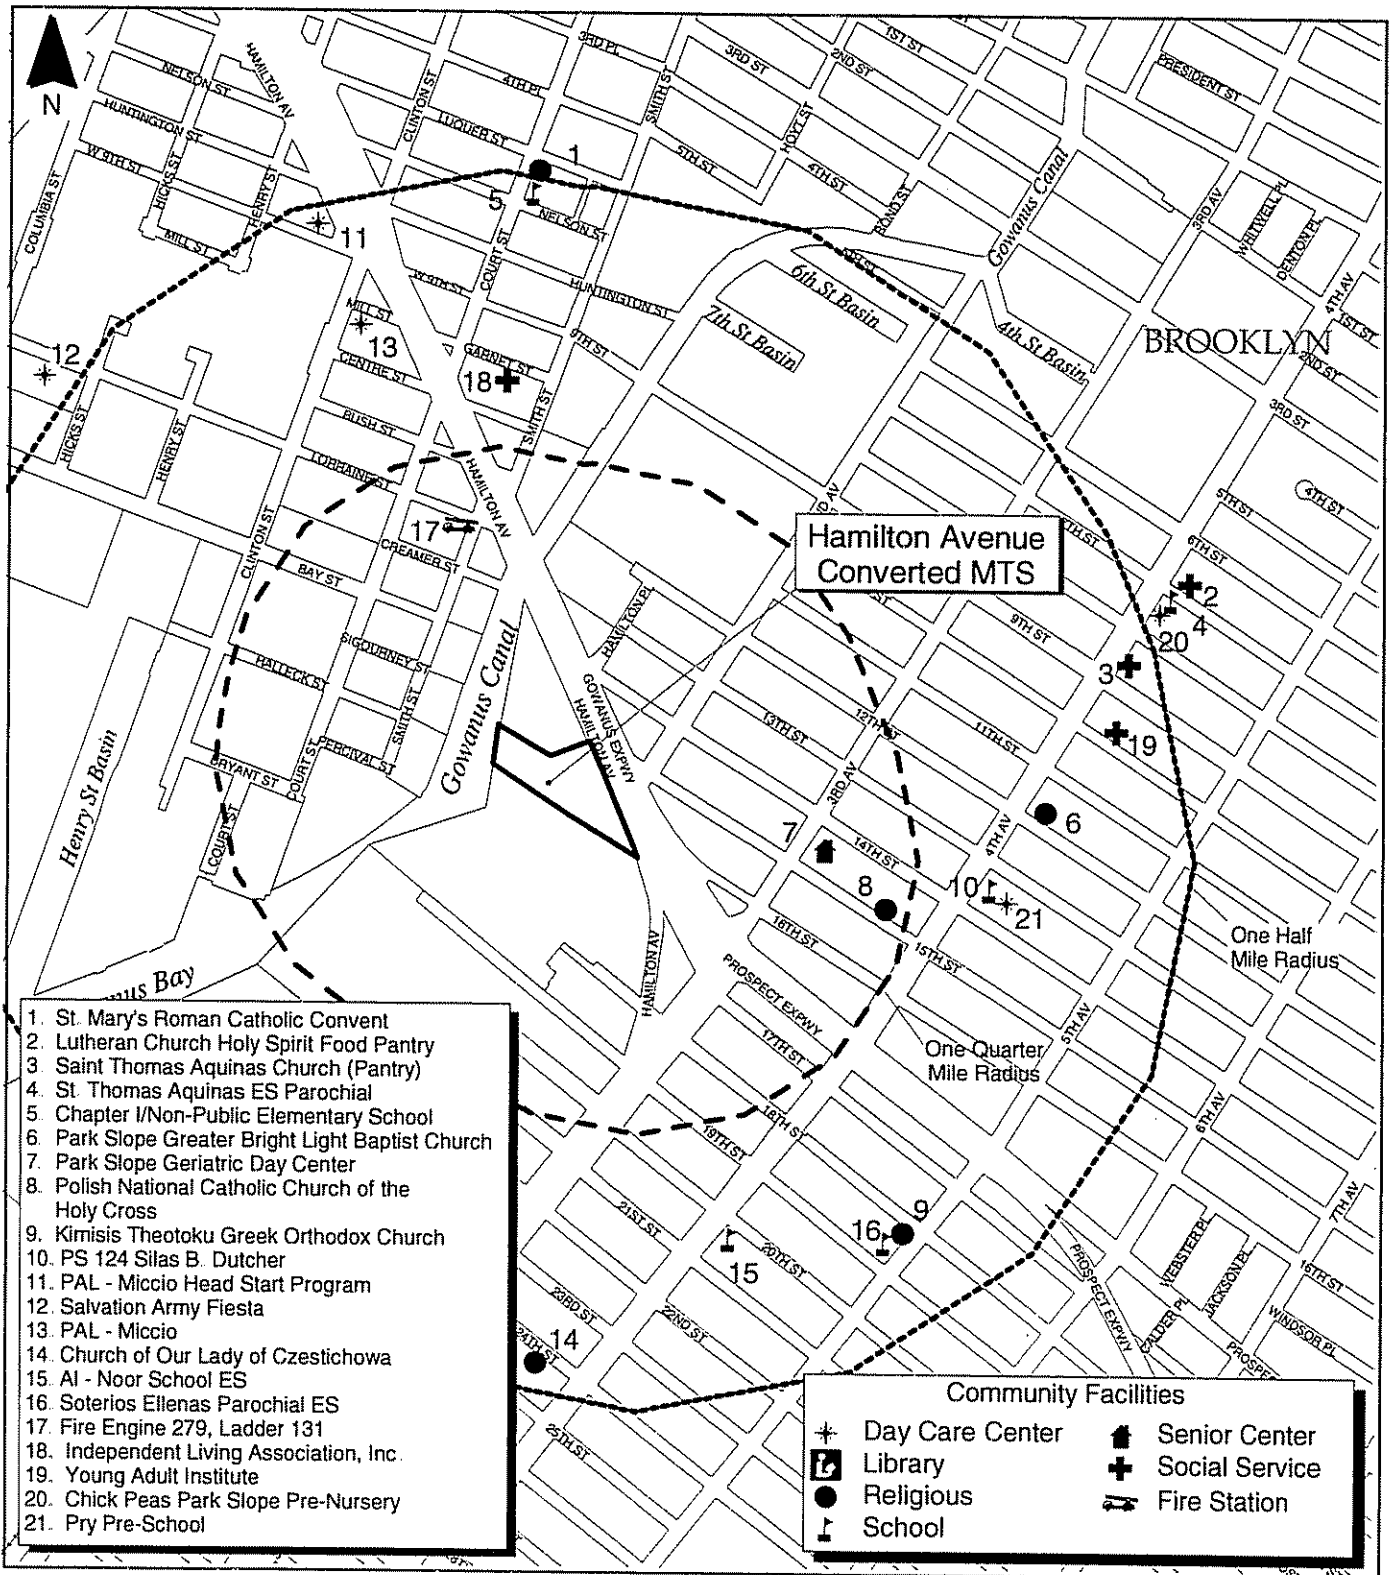 N
HAMILTON AV
NELSON ST
HUNTINGTON ST
W 9TH ST
COLUMBIA ST
HICKS ST
HENRY ST
MILL ST
CLINTON ST
4TH PL
3RD PL
LUQUER ST
SMITH ST
5TH ST
3RD ST
2ND ST
1ST ST
HOYT ST
4TH ST
BOND ST
PRESIDENT ST
Gowanus Canal
3RD AV
WHITWELL PL
DENTON PL
4TH AV
1ST ST
2ND ST
3RD ST
4TH ST
5TH ST
6TH ST
1
5
11
NELSON ST
COURT ST
W 9TH ST
HUNTINGTON ST
9TH ST
6th St Basin
7th St Basin
4th St Basin
BROOKLYN
12
MILL ST
13
CENTRE ST
GARNET ST
18
SMITH ST
BUSH ST
LORRAINE ST
HICKS ST
HENRY ST
HAMILTON AV
17
CREAMER ST
CLINTON ST
BAY ST
SIGOURNEY ST
HALLECK ST
SMITH ST
PERCIVAL ST
BRYANT ST
COURT ST
COURT ST
Henry St Basin
Gowanus Canal
HAMILTON PL
GOWANUS EXPWY
HAMILTON AV
Hamilton Avenue
Converted MTS
2
4
20
3
19
9TH ST
11TH ST
12TH ST
13TH ST
3RD AV
4TH AV
6
7
14TH ST
8
10
21
15TH ST
16TH ST
PROSPECT EXPWY
HAMILTON AV
17TH ST
18TH ST
19TH ST
5TH AV
6TH AV
7TH AV
One Half
Mile Radius
One Quarter
Mile Radius
21ST ST
20TH ST
22ND ST
23RD ST
24TH ST
25TH ST
9
16
15
14
PROSPECT EXPWY
WEBSTER PL
JACKSON PL
CALDER PL
16TH ST
WINDSOR PL
1. St. Mary's Roman Catholic Convent
2. Lutheran Church Holy Spirit Food Pantry
3 Saint Thomas Aquinas Church (Pantry)
4. St. Thomas Aquinas ES Parochial
5. Chapter I/Non-Public Elementary School
6. Park Slope Greater Bright Light Baptist Church
7. Park Slope Geriatric Day Center
8. Polish National Catholic Church of the
Holy Cross
9. Kimisis Theotoku Greek Orthodox Church
10. PS 124 Silas B. Dutcher
11. PAL - Miccio Head Start Program
12. Salvation Army Fiesta
13. PAL - Miccio
14. Church of Our Lady of Czestichowa
15. Al - Noor School ES
16. Soterios Ellenas Parochial ES
17. Fire Engine 279, Ladder 131
18. Independent Living Association, Inc.
19. Young Adult Institute
20. Chick Peas Park Slope Pre-Nursery
21. Pry Pre-School
Community Facilities
Day Care Center
Library
Religious
School
Senior Center
Social Service
Fire Station